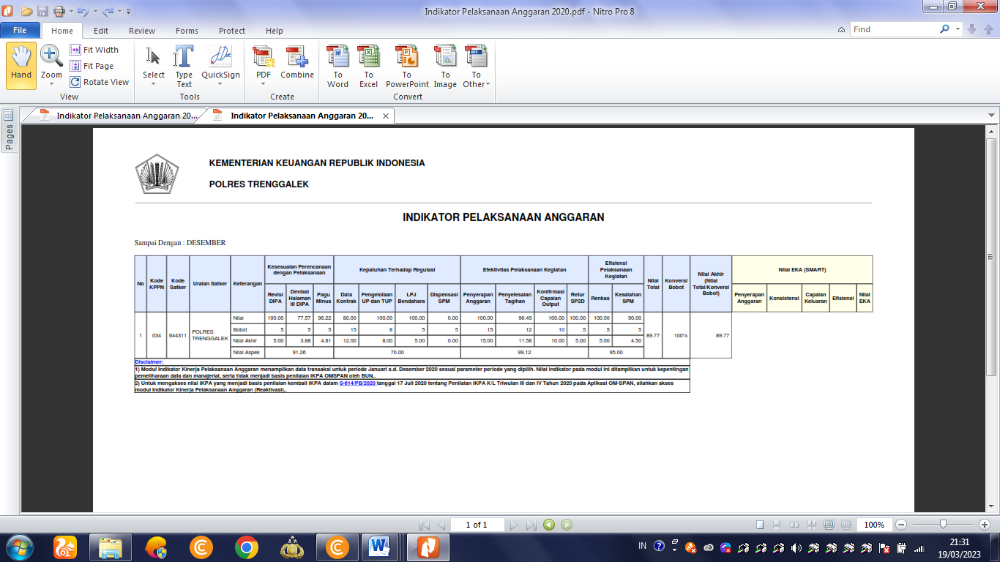 Indikator Pelaksanaan Anggaran 2020.pdf - Nitro Pro 8
File Home Edit Review Forms Protect Help Find
Hand
Zoom
Fit Width
Fit Page
Rotate View
View
Select
Type Text
QuickSign
Tools
PDF
Combine
Create
To Word
To Excel
To PowerPoint
To Image
To Other
Convert
Pages
Indikator Pelaksanaan Anggaran 20...
Indikator Pelaksanaan Anggaran 20...
KEMENTERIAN KEUANGAN REPUBLIK INDONESIA
POLRES TRENGGALEK
INDIKATOR PELAKSANAAN ANGGARAN
Sampai Dengan : DESEMBER
No
Kode KPPN
Kode Satker
Uraian Satker
Keterangan
Kesesuaian Perencanaan dengan Pelaksanaan
Kepatuhan Terhadap Regulasi
Efektivitas Pelaksanaan Kegiatan
Efisiensi Pelaksanaan Kegiatan
Nilai Total
Konversi Bobot
Nilai Akhir (Nilai Total/Konversi Bobot)
Nilai EKA (SMART)
Revisi DIPA
Deviasi Halaman III DIPA
Pagu Minus
Data Kontrak
Pengelolaan UP dan TUP
LPJ Bendahara
Dispensasi SPM
Penyerapan Anggaran
Penyelesaian Tagihan
Konfirmasi Capaian Output
Retur SP2D
Renkas
Kesalahan SPM
Penyerapan Anggaran
Konsistensi
Capaian Keluaran
Efisiensi
Nilai EKA
1 034 644311 POLRES TRENGGALEK
Nilai 100.00 77.57 96.22 80.00 100.00 100.00 0.00 100.00 96.49 100.00 100.00 100.00 90.00
Bobot 5 5 5 15 8 5 5 15 12 10 5 5 5
Nilai Akhir 5.00 3.88 4.81 12.00 8.00 5.00 0.00 15.00 11.58 10.00 5.00 5.00 4.50
Nilai Aspek 91.26 70.00 99.12 95.00
89.77 100% 89.77
Disclaimer:
1) Modul Indikator Kinerja Pelaksanaan Anggaran menampilkan data transaksi untuk periode Januari s.d. Desember 2020 sesuai parameter periode yang dipilih. Nilai indikator pada modul ini ditampilkan untuk kepentingan
pemeliharaan data dan manajerial, serta tidak menjadi basis penilaian IKPA OMSPAN oleh BUN..
2) Untuk mengakses nilai IKPA yang menjadi basis penilaian kembali IKPA dalam S-614/PB/2020 tanggal 17 Juli 2020 tentang Penilaian IKPA K/L Triwulan III dan IV Tahun 2020 pada Aplikasi OM-SPAN, silahkan akses
modul Indikator Kinerja Pelaksanaan Anggaran (Reaktivasi)..
1 of 1
100%
IN
21:31
19/03/2023